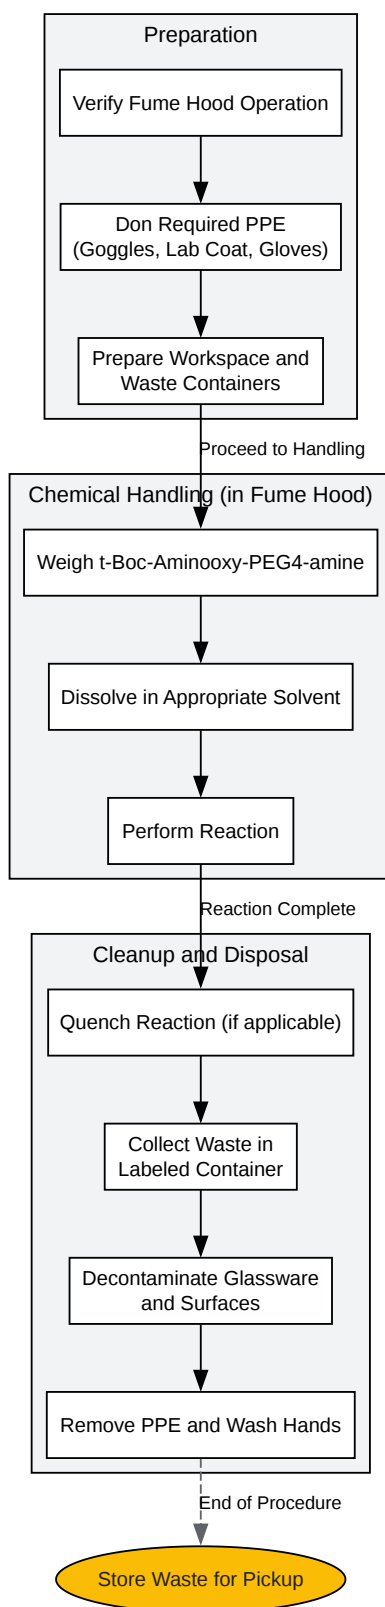 Preparation
Verify Fume Hood Operation
Don Required PPE
(Goggles, Lab Coat, Gloves)
Prepare Workspace and
Waste Containers
Proceed to Handling
Chemical Handling (in Fume Hood)
Weigh t-Boc-Aminooxy-PEG4-amine
Dissolve in Appropriate Solvent
Perform Reaction
Reaction Complete
Cleanup and Disposal
Quench Reaction (if applicable)
Collect Waste in
Labeled Container
Decontaminate Glassware
and Surfaces
Remove PPE and Wash Hands
End of Procedure
Store Waste for Pickup